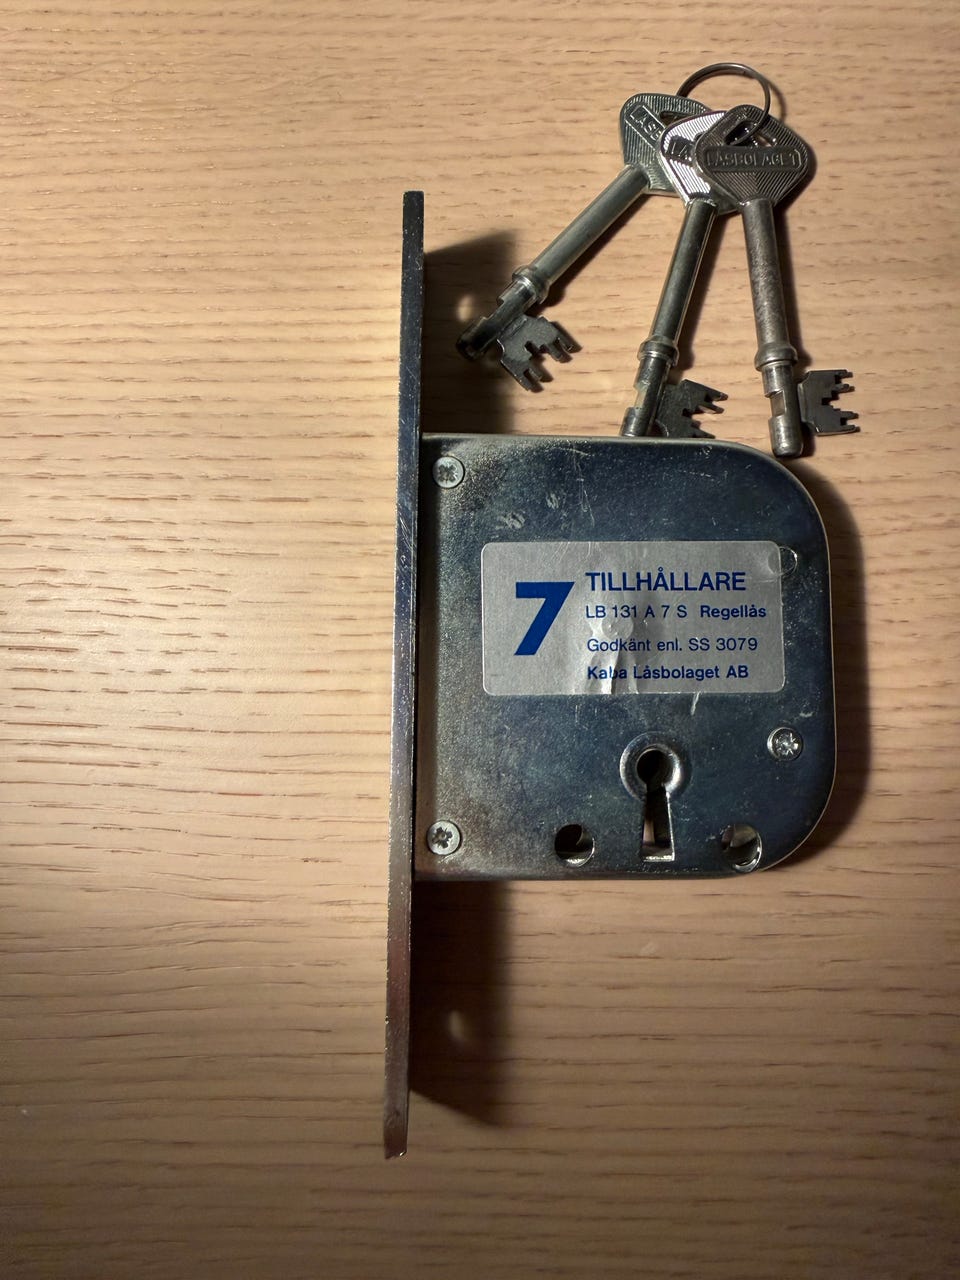 LÅSBOLAGET
7
TILLHÅLLARE
LB 131 A 7 S Regellås
Godkänt enl. SS 3079
Kaba Låsbolaget AB